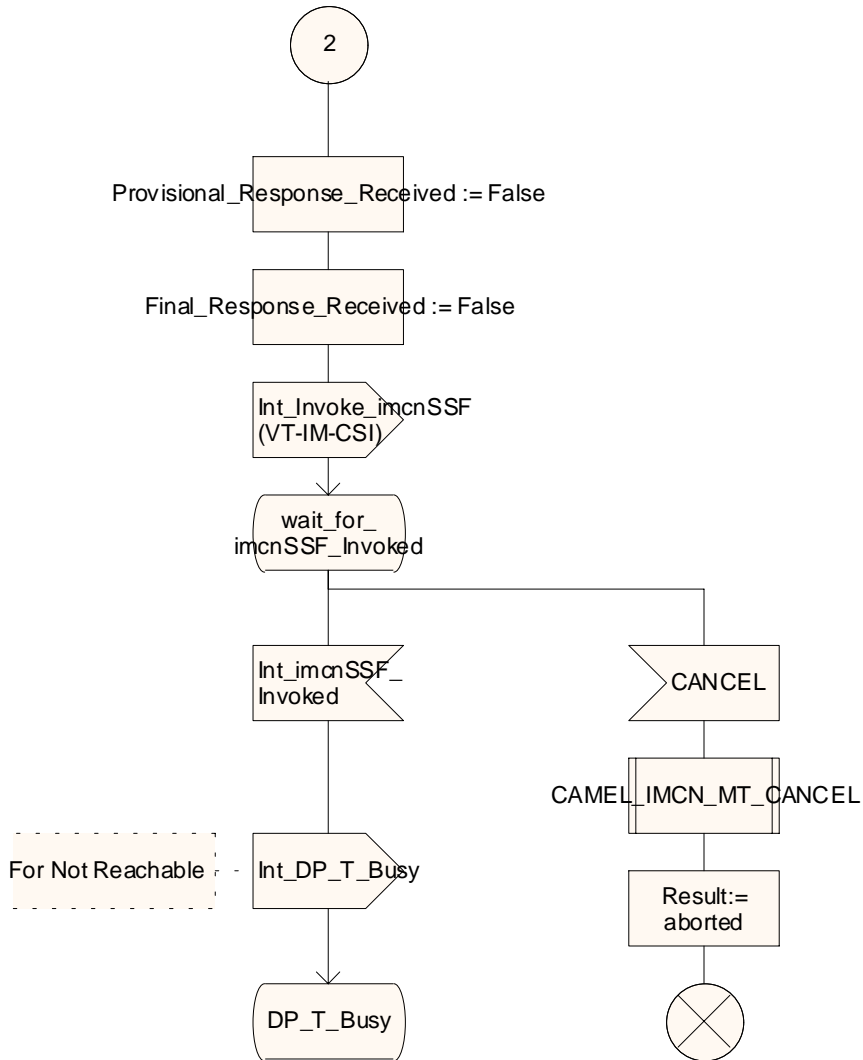 2
Provisional_Response_Received := False
Final_Response_Received := False
Int_Invoke_imcnSSF
(VT-IM-CSI)
wait_for_
imcnSSF_Invoked
Int_imcnSSF_
Invoked
CANCEL
CAMEL_IMCN_MT_CANCEL
For Not Reachable
Int_DP_T_Busy
Result:=
aborted
DP_T_Busy